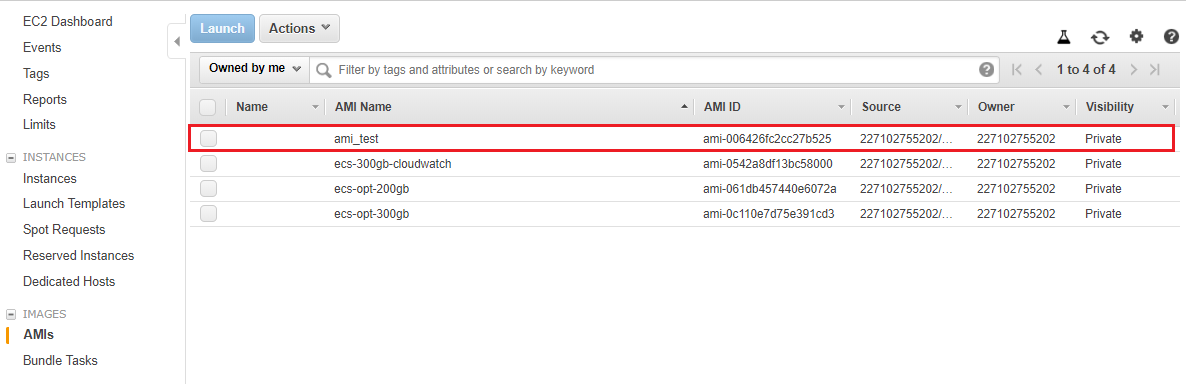 EC2 Dashboard
Events
Tags
Reports
Limits
INSTANCES
Instances
Launch Templates
Spot Requests
Reserved Instances
Dedicated Hosts
IMAGES
AMIs
Bundle Tasks
Launch Actions
Owned by me Filter by tags and attributes or search by keyword 1 to 4 of 4
Name AMI Name AMI ID Source Owner Visibility
ami_test ami-006426fc2cc27b525 227102755202/... 227102755202 Private
ecs-300gb-cloudwatch ami-0542a8df13bc58000 227102755202/... 227102755202 Private
ecs-opt-200gb ami-061db457440e6072a 227102755202/... 227102755202 Private
ecs-opt-300gb ami-0c110e7d75e391cd3 227102755202/... 227102755202 Private